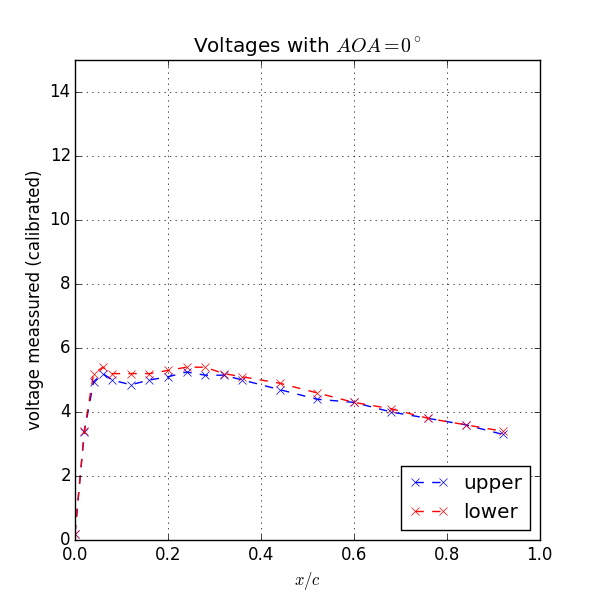 Voltages with AOA=0°
voltage meassured (calibrated)
14
12
10
8
6
4
2
0
0.0 0.2 0.4 0.6 0.8 1.0
x/c
upper
lower